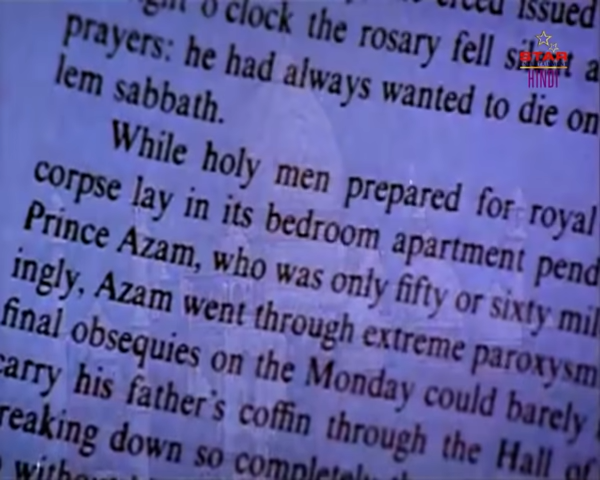 o'clock the rosary fell silent a
prayers: he had always wanted to die on
lem sabbath.
While holy men prepared for royal
corpse lay in its bedroom apartment pend
Prince Azam, who was only fifty or sixty mil
ingly, Azam went through extreme paroxysm
final obsequies on the Monday could barely
carry his father's coffin through the Hall of
reaking down so completely
STAR
HINDI